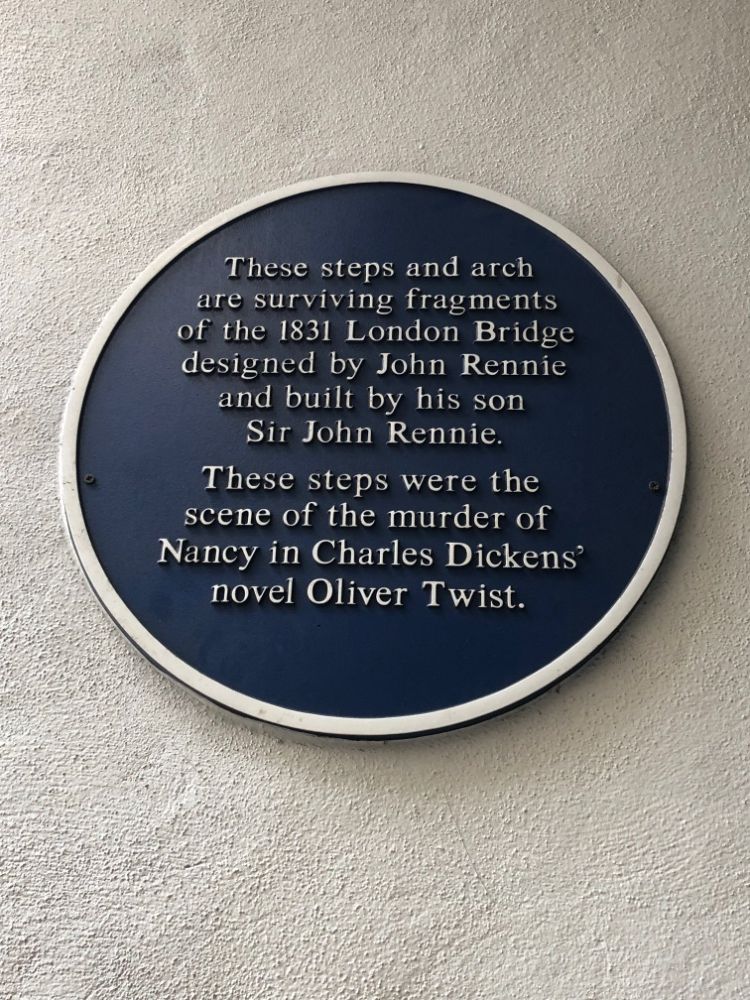 These steps and arch
are surviving fragments
of the 1831 London Bridge
designed by John Rennie
and built by his son
Sir John Rennie.
These steps were the
scene of the murder of
Nancy in Charles Dickens'
novel Oliver Twist.